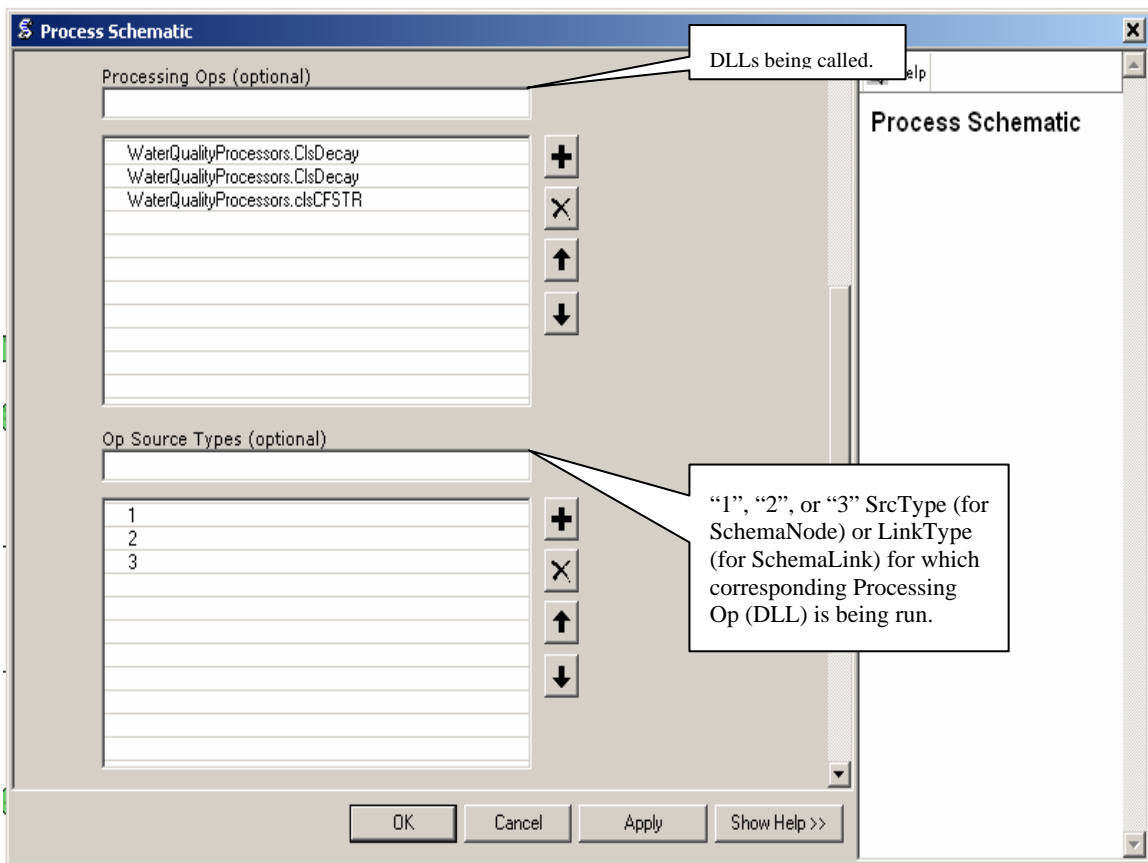 Process Schematic
DLLs being called.
Processing Ops (optional)
WaterQualityProcessors.ClsDecay
WaterQualityProcessors.ClsDecay
WaterQualityProcessors.clsCFSTR
Op Source Types (optional)
1
2
3
“1”, “2”, or “3” SrcType (for
SchemaNode) or LinkType
(for SchemaLink) for which
corresponding Processing
Op (DLL) is being run.
OK
Cancel
Apply
Show Help >>
elp
Process Schematic